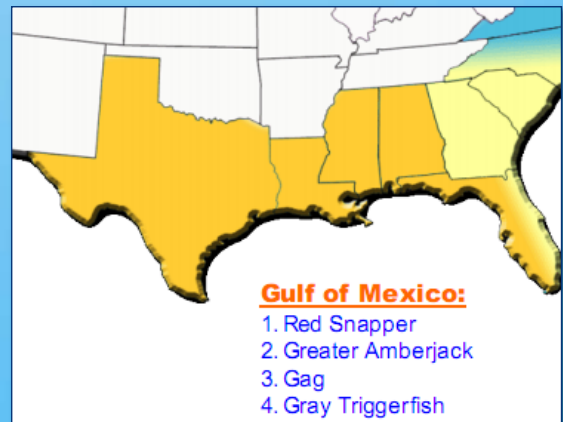 Gulf of Mexico:
1. Red Snapper
2. Greater Amberjack
3. Gag
4. Gray Triggerfish